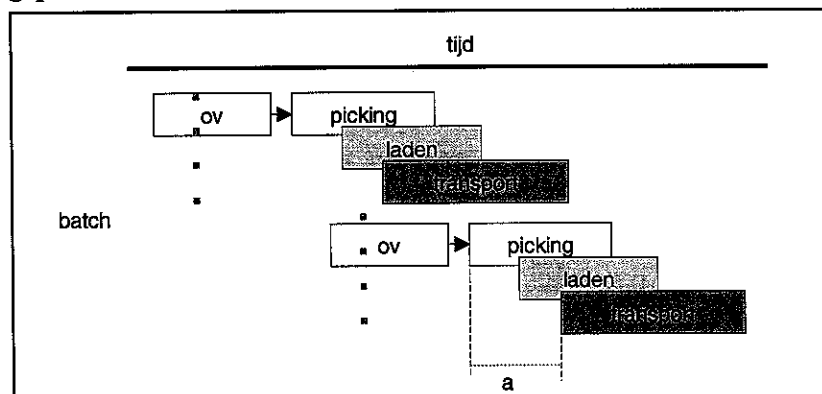 tijd
ov
picking
laden
transport
batch
ov
picking
laden
transport
a